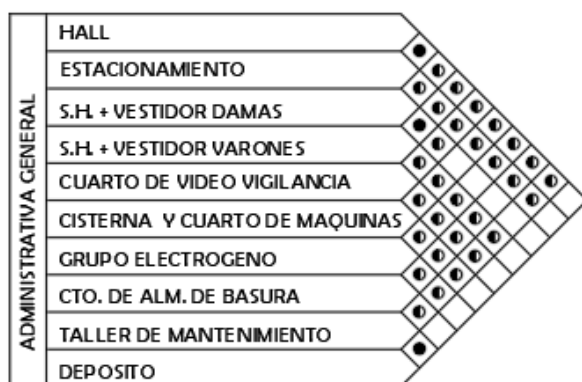 ADMINISTRATIVA GENERAL
HALL
ESTACIONAMIENTO
S.H. + VESTIDOR DAMAS
S.H. + VESTIDOR VARONES
CUARTO DE VIDEO VIGILANCIA
CISTERNA Y CUARTO DE MAQUINAS
GRUPO ELECTROGENO
CTO. DE ALM. DE BASURA
TALLER DE MANTENIMIENTO
DEPOSITO